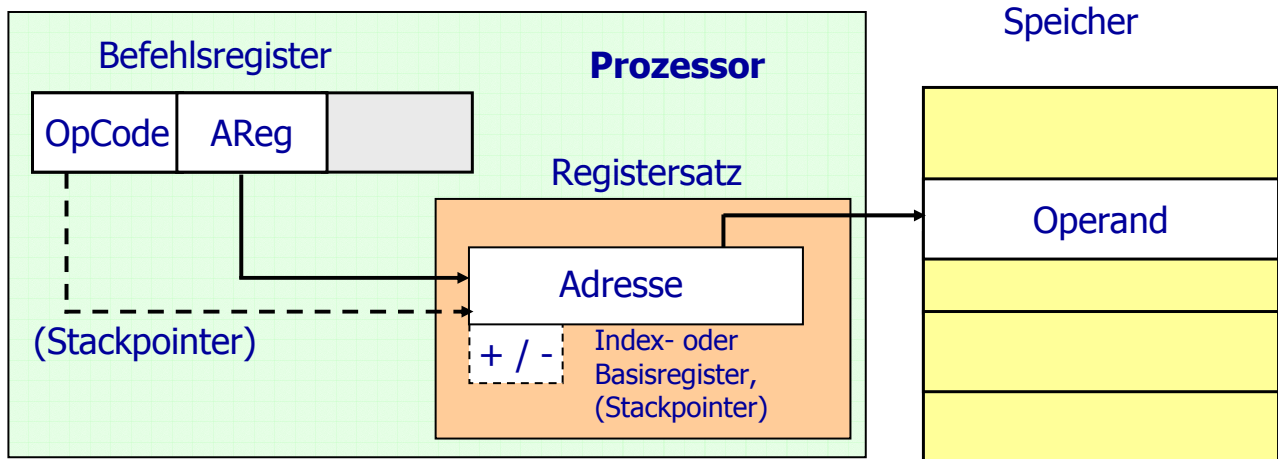 Speicher
Befehlsregister
Prozessor
OpCode
AReg
Registersatz
Operand
Adresse
(Stackpointer)
+ / -
Index- oder
Basisregister,
(Stackpointer)